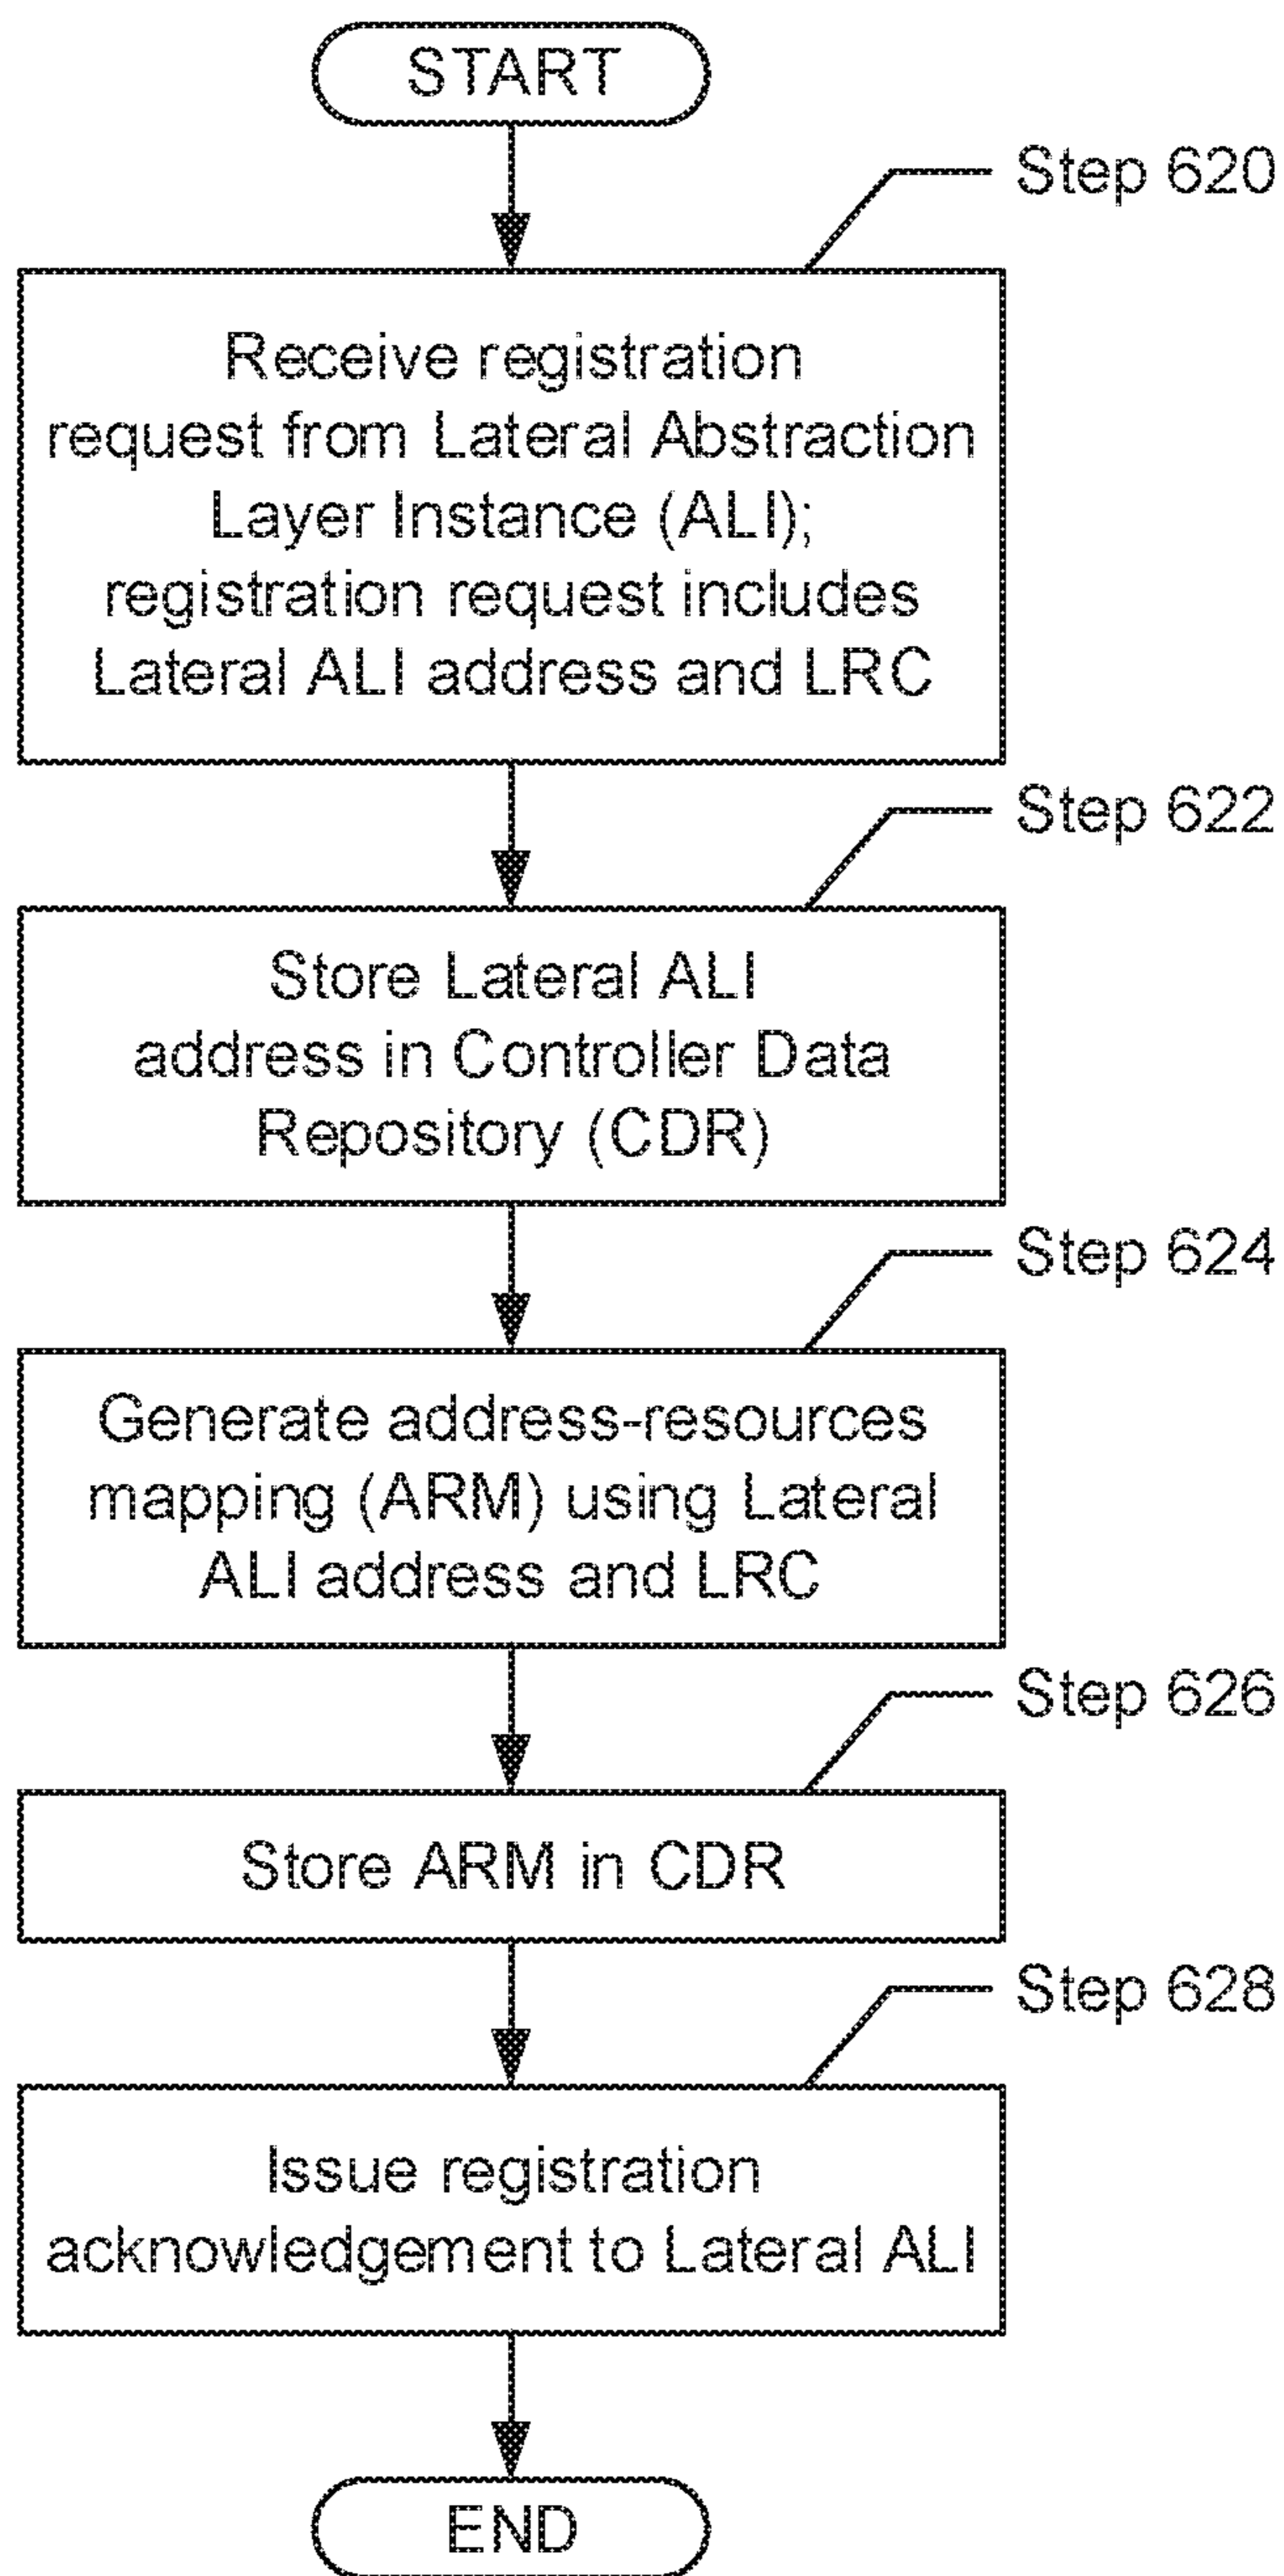 START
Step 620
Receive registration
request from Lateral Abstraction
Layer Instance (ALI);
registration request includes
Lateral ALI address and LRC
Step 622
Store Lateral ALI
address in Controller Data
Repository (CDR)
Step 624
Generate address-resources
mapping (ARM) using Lateral
ALI address and LRC
Step 626
Store ARM in CDR
Step 628
Issue registration
acknowledgement to Lateral ALI
END